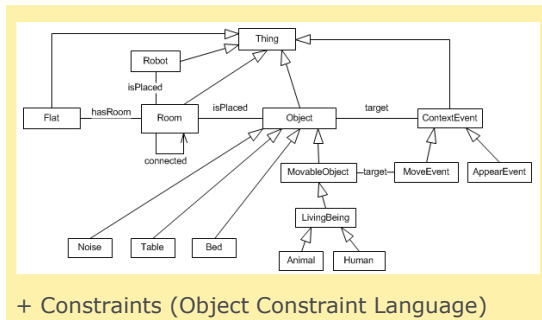 Thing
Robot
isPlaced
Flat
hasRoom
Room
isPlaced
Object
target
ContextEvent
connected
MovableObject
target
MoveEvent
AppearEvent
LivingBeing
Noise
Table
Bed
Animal
Human
+ Constraints (Object Constraint Language)